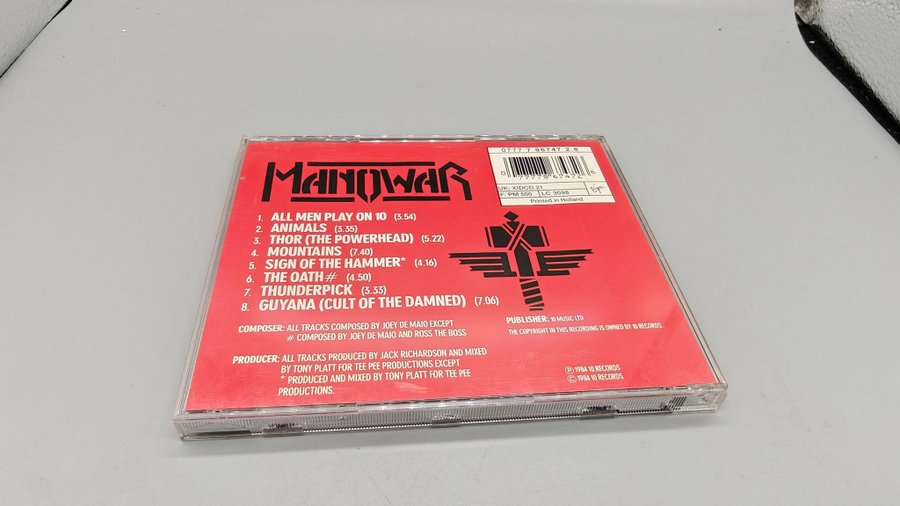 MANOWAR
0777 7 86747 2 6
UK: XIDCD 21
F: PM 500 LC 3098
Printed in Holland
1. ALL MEN PLAY ON 10 (3.54)
2. ANIMALS (3.35)
3. THOR (THE POWERHEAD) (5.22)
4. MOUNTAINS (7.40)
5. SIGN OF THE HAMMER* (4.16)
6. THE OATH # (4.50)
7. THUNDERPICK (3.33)
8. GUYANA (CULT OF THE DAMNED) (7.06)
COMPOSER: ALL TRACKS COMPOSED BY JOEY DE MAIO EXCEPT
# COMPOSED BY JOEY DE MAIO AND ROSS THE BOSS
PUBLISHER: 10 MUSIC LTD
THE COPYRIGHT IN THIS RECORDING IS OWNED BY 10 RECORDS
PRODUCER: ALL TRACKS PRODUCED BY JACK RICHARDSON AND MIXED
BY TONY PLATT FOR TEE PEE PRODUCTIONS EXCEPT
* PRODUCED AND MIXED BY TONY PLATT FOR TEE PEE
PRODUCTIONS.
℗ 1984 10 RECORDS
© 1984 10 RECORDS